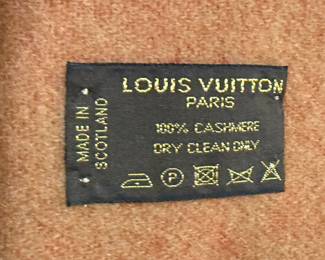 LOUIS VUITTON
PARIS
100% CASHMERE
DRY CLEAN ONLY
P
MADE IN
SCOTLAND